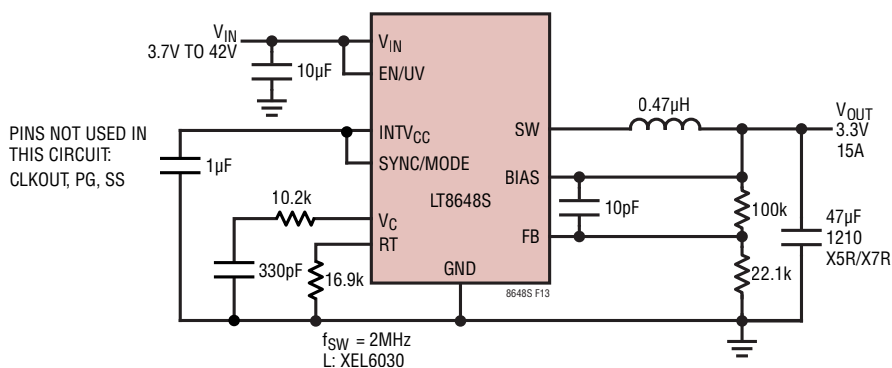 VIN
3.7V TO 42V
10µF
VIN
EN/UV
PINS NOT USED IN
THIS CIRCUIT:
CLKOUT, PG, SS
1µF
INTVCC
SYNC/MODE
10.2k
VC
RT
330pF
16.9k
GND
LT8648S
SW
BIAS
FB
0.47µH
10pF
100k
22.1k
VOUT
3.3V
15A
47µF
1210
X5R/X7R
8648S F13
fSW = 2MHz
L: XEL6030